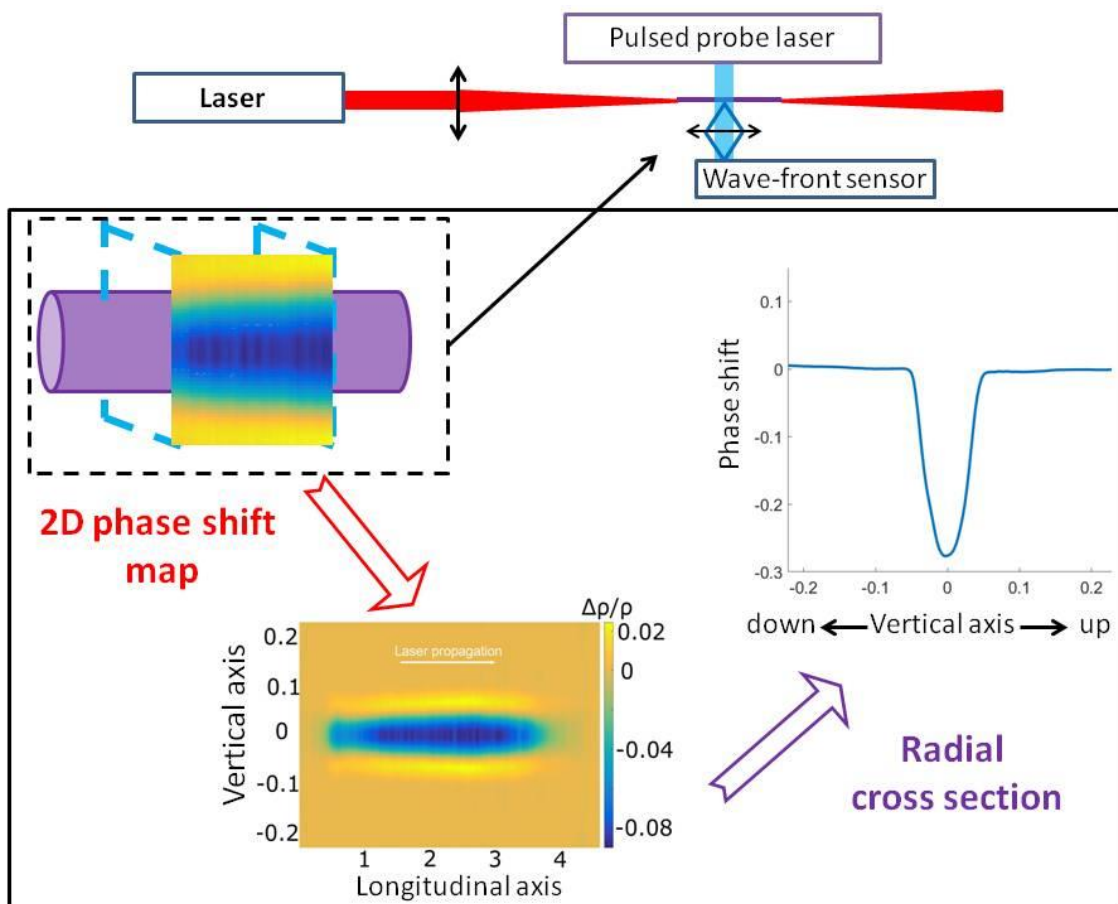 Pulsed probe laser
Laser
Wave-front sensor
2D phase shift
map
Phase shift
0.1
0
-0.1
-0.2
-0.3
-0.2
-0.1
0
0.1
0.2
down
Vertical axis
up
Δρ/ρ
0.02
0
-0.04
-0.08
Laser propagation
Vertical axis
0.2
0.1
0
-0.1
-0.2
1
2
3
4
Longitudinal axis
Radial
cross section